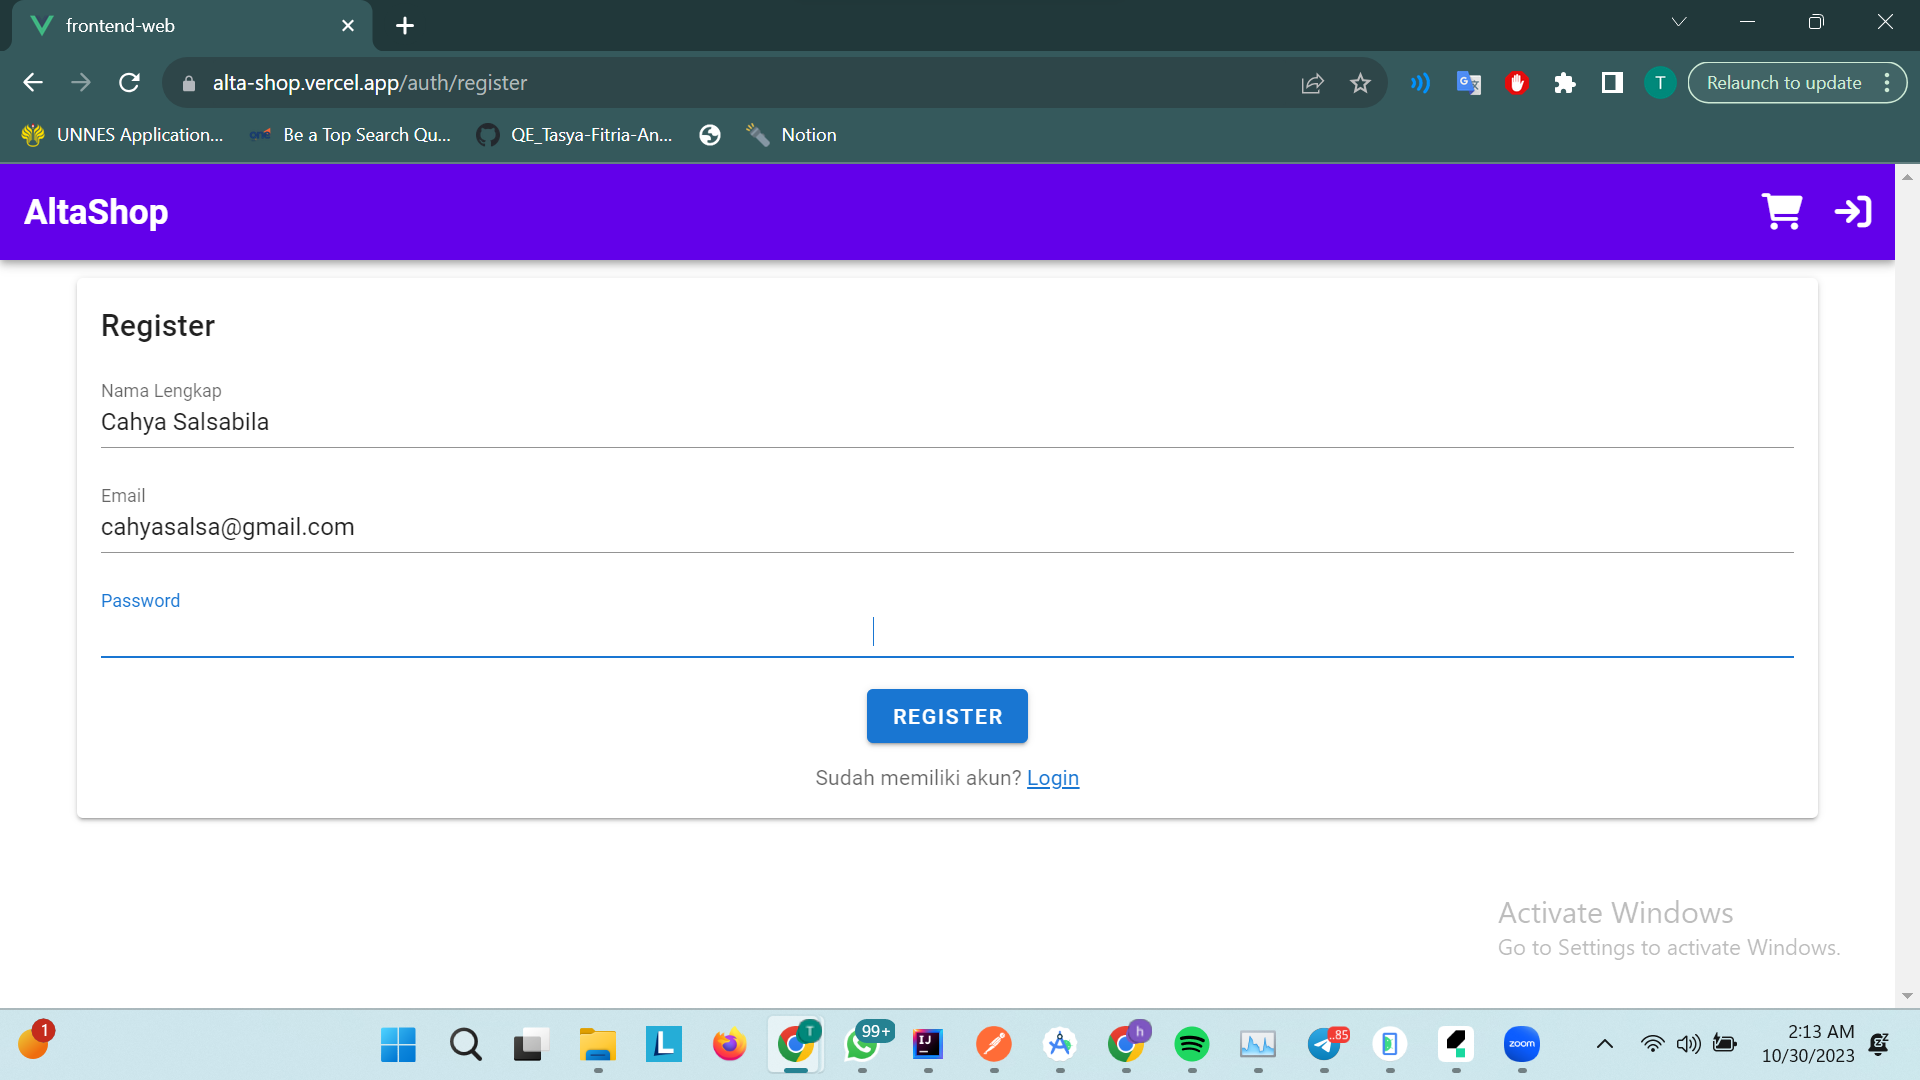 frontend-web
alta-shop.vercel.app/auth/register
T
Relaunch to update
UNNES Application...
one
Be a Top Search Qu...
QE_Tasya-Fitria-An...
Notion
AltaShop
Register
Nama Lengkap
Cahya Salsabila
Email
cahyasalsa@gmail.com
Password
REGISTER
Sudah memiliki akun? Login
Activate Windows
Go to Settings to activate Windows.
1
L
T
99+
IJ
h
..85
zoom
2:13 AM
10/30/2023